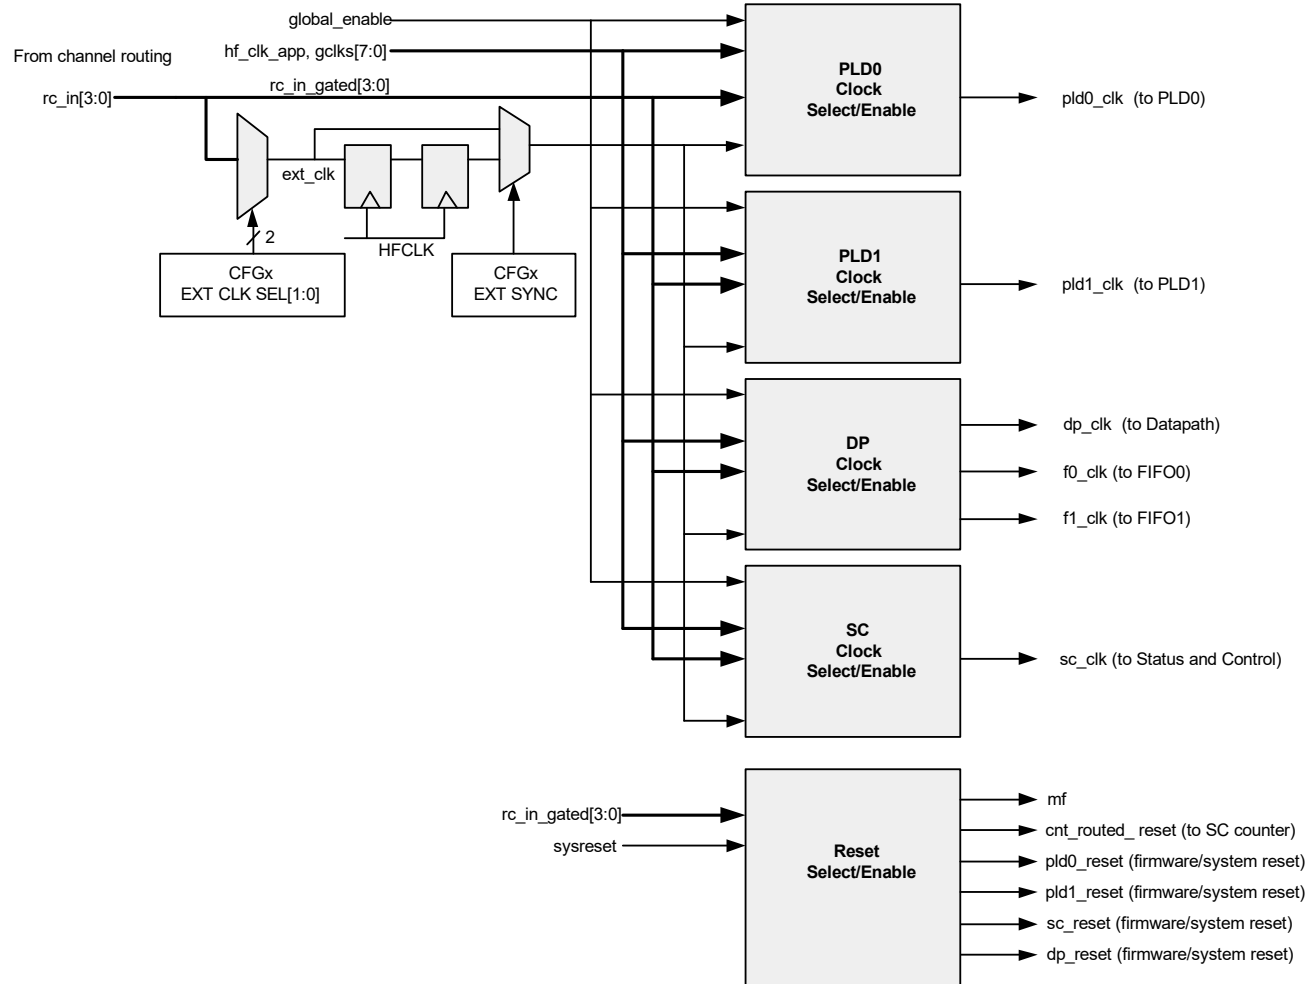 global_enable
From channel routing
hf_clk_app, gclks[7:0]
rc_in_gated[3:0]
rc_in[3:0]
ext_clk
HFCLK
2
CFGx
EXT CLK SEL[1:0]
CFGx
EXT SYNC
PLD0
Clock
Select/Enable
pld0_clk (to PLD0)
PLD1
Clock
Select/Enable
pld1_clk (to PLD1)
DP
Clock
Select/Enable
dp_clk (to Datapath)
f0_clk (to FIFO0)
f1_clk (to FIFO1)
SC
Clock
Select/Enable
sc_clk (to Status and Control)
rc_in_gated[3:0]
sysreset
Reset
Select/Enable
mf
cnt_routed_ reset (to SC counter)
pld0_reset (firmware/system reset)
pld1_reset (firmware/system reset)
sc_reset (firmware/system reset)
dp_reset (firmware/system reset)